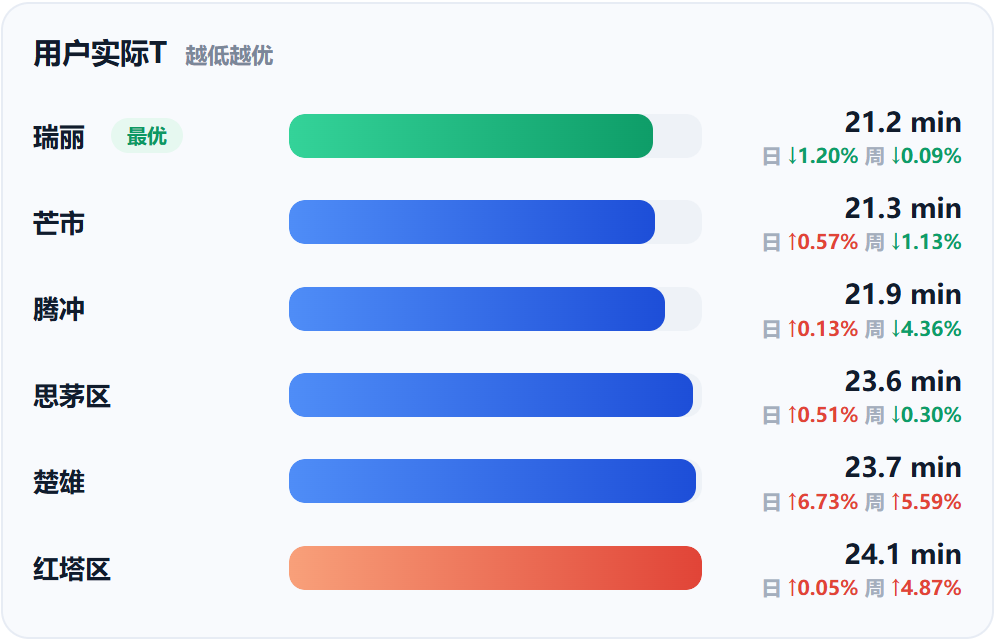 用户实际T 越低越优
瑞丽 最优 21.2 min
日 ↓1.20% 周 ↓0.09%
芒市 21.3 min
日 ↑0.57% 周 ↓1.13%
腾冲 21.9 min
日 ↑0.13% 周 ↓4.36%
思茅区 23.6 min
日 ↑0.51% 周 ↓0.30%
楚雄 23.7 min
日 ↑6.73% 周 ↑5.59%
红塔区 24.1 min
日 ↑0.05% 周 ↑4.87%